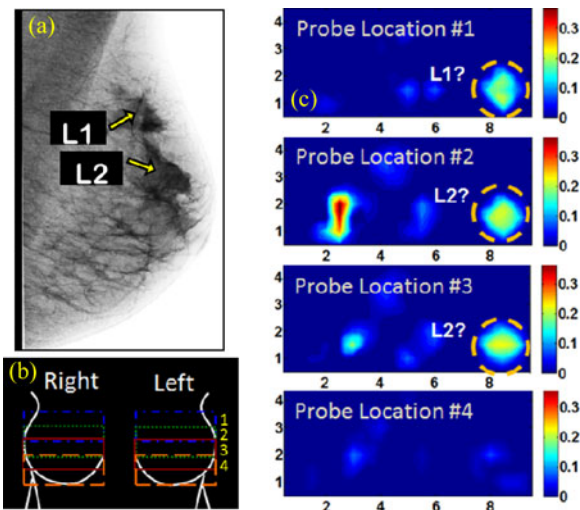 (a)
L1
L2
(b)
Right Left
1
2
3
4
(c)
Probe Location #1
L1?
4
3
2
1
2 4 6 8
0.3
0.2
0.1
0
Probe Location #2
L2?
4
3
2
1
2 4 6 8
0.3
0.2
0.1
0
Probe Location #3
L2?
4
3
2
1
2 4 6 8
0.3
0.2
0.1
0
Probe Location #4
4
3
2
1
2 4 6 8
0.3
0.2
0.1
0